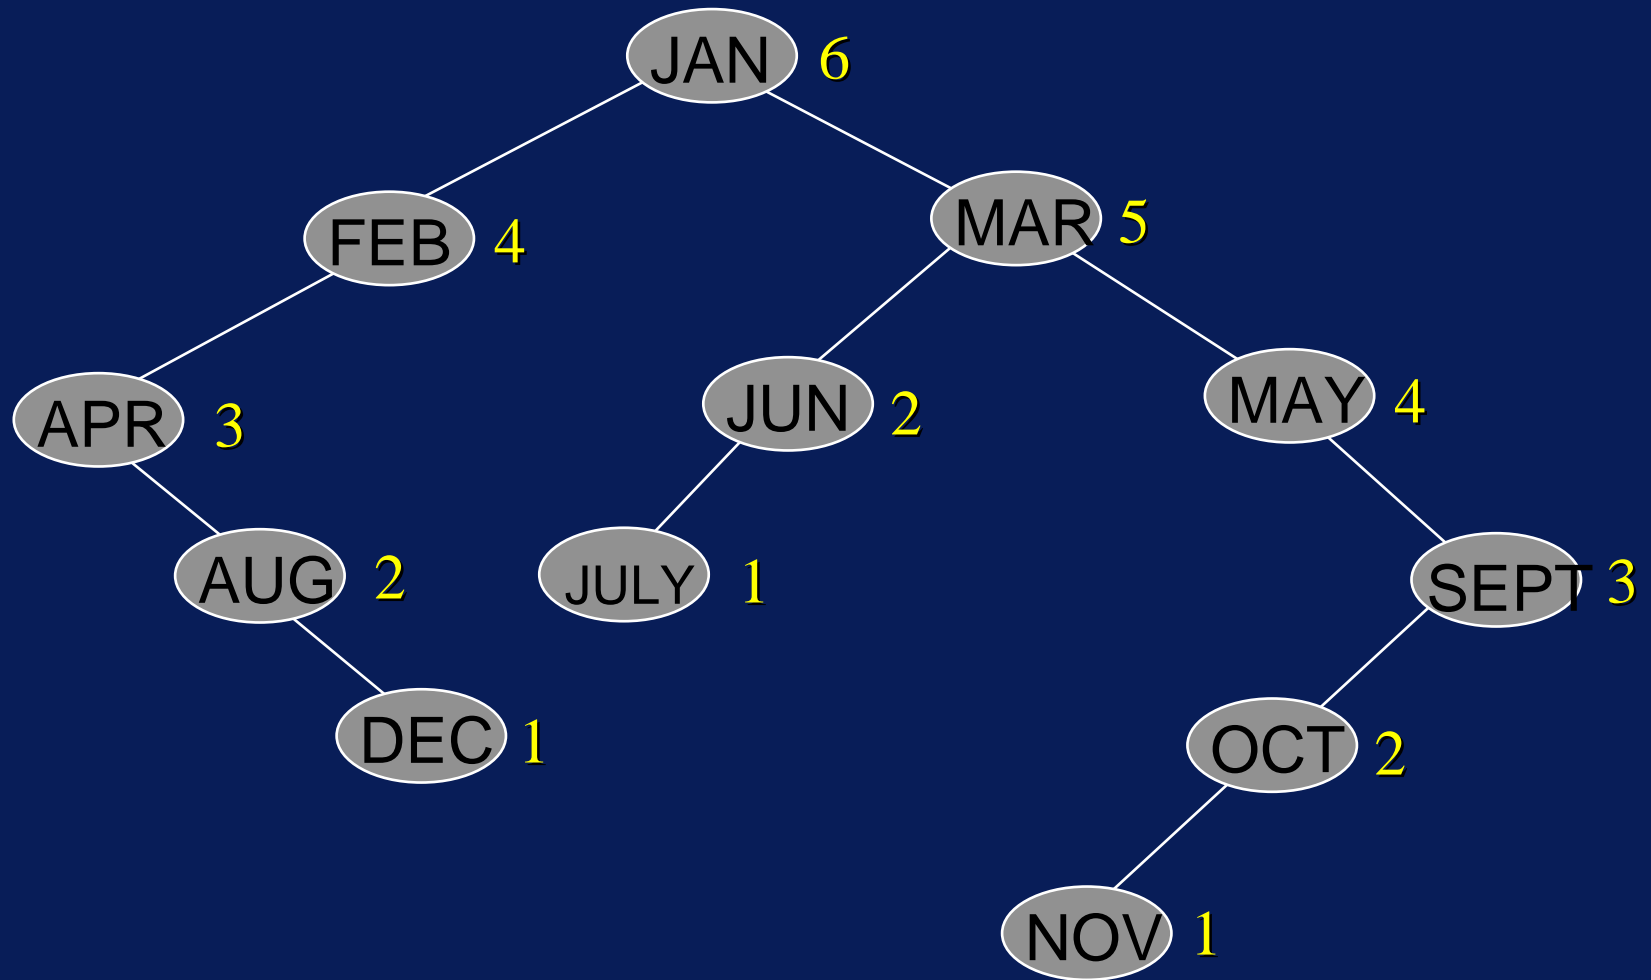 JAN 6
FEB 4
MAR 5
APR 3
JUN 2
MAY 4
AUG 2
JULY 1
SEPT 3
DEC 1
OCT 2
NOV 1